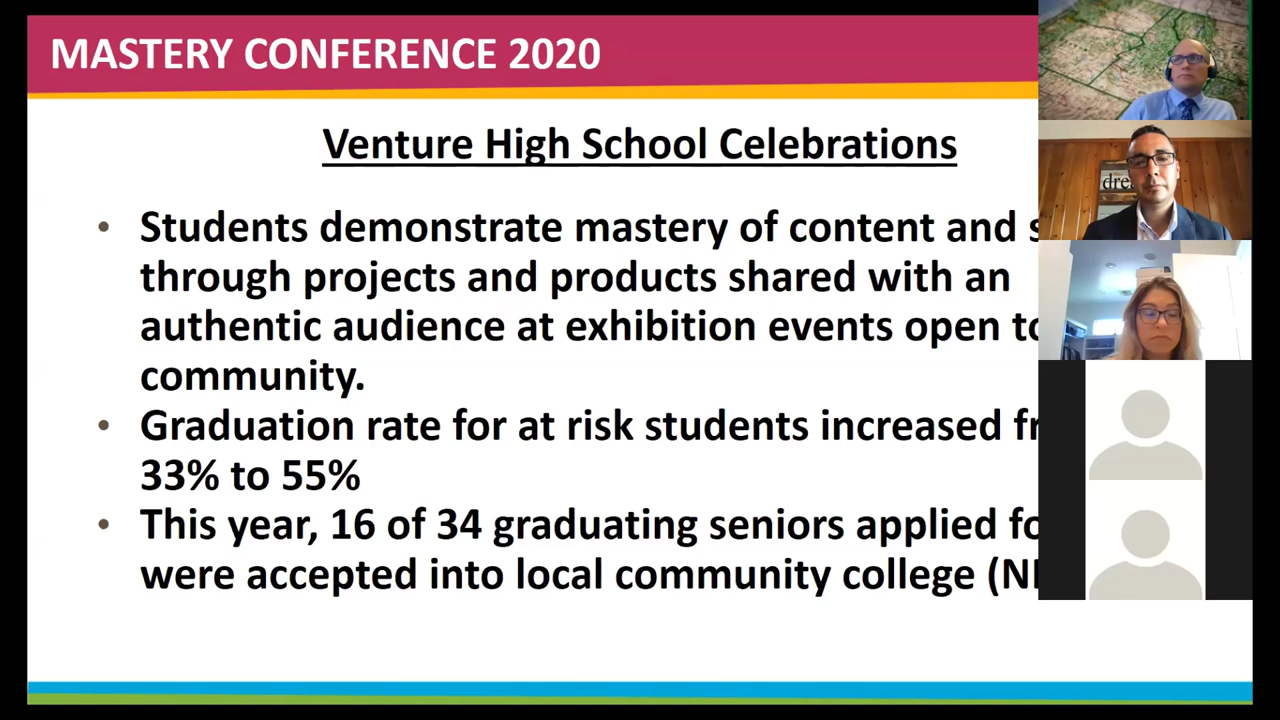 MASTERY CONFERENCE 2020
Venture High School Celebrations
• Students demonstrate mastery of content and
through projects and products shared with an
authentic audience at exhibition events open to
community.
• Graduation rate for at risk students increased
33% to 55%
• This year, 16 of 34 graduating seniors applied
were accepted into local community college